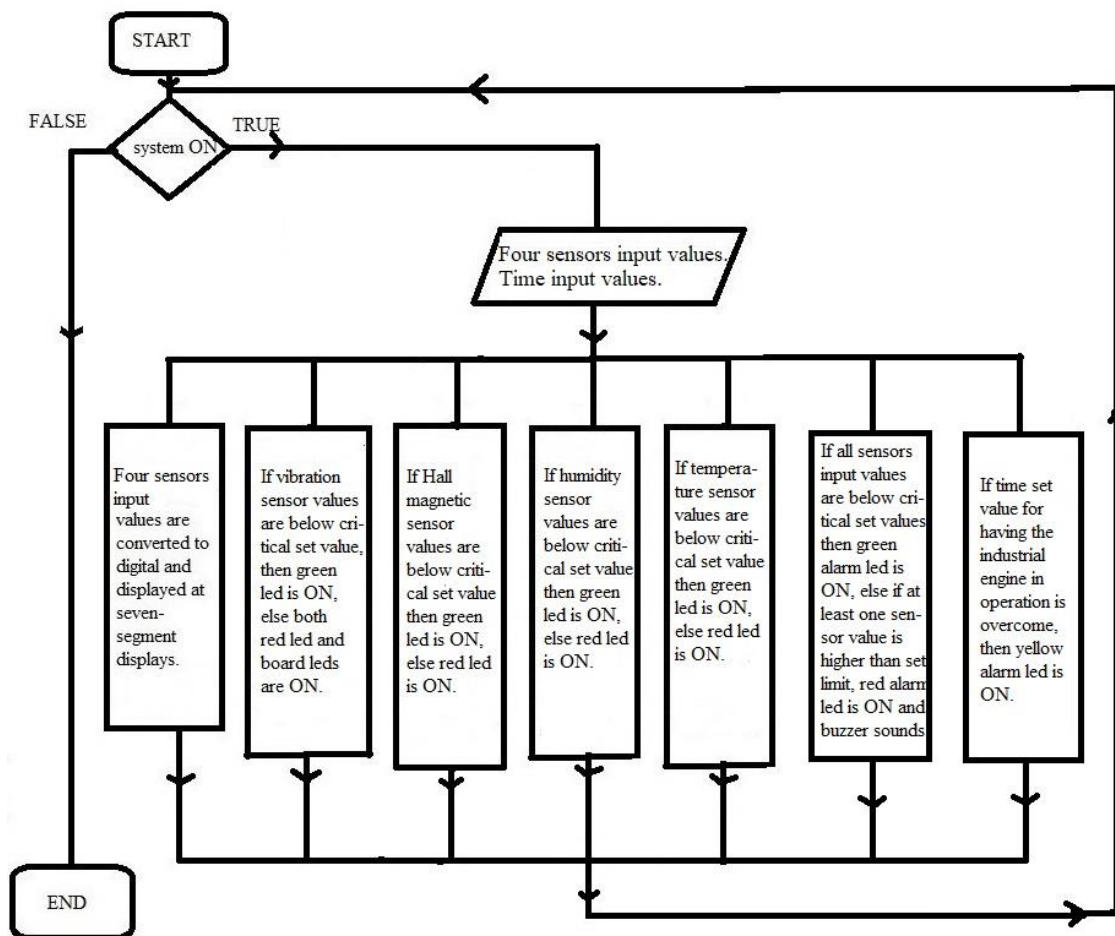 START
FALSE
TRUE
system ON
Four sensors input values.
Time input values.
Four sensors
input
values are
converted to
digital and
displayed at
seven-
segment
displays.
If vibration
sensor values
are below cri-
tical set value,
then green
led is ON,
else both
red led and
board leds
are ON.
If Hall
magnetic
sensor
values are
below criti-
cal set value
then green
led is ON,
else red led
is ON.
If humidity
sensor
values are
below criti-
cal set value
then green
led is ON,
else red led
is ON.
If tempera-
ture sensor
values are
below criti-
cal set value
then green
led is ON,
else red led
is ON.
If all sensors
input values
are below cri-
tical set values
then green
alarm led is
ON, else if at
least one sen-
sor value is
higher than set
limit, red alarm
led is ON and
buzzer sounds
If time set
value for
having the
industrial
engine in
operation is
overcome,
then yellow
alarm led is
ON.
END